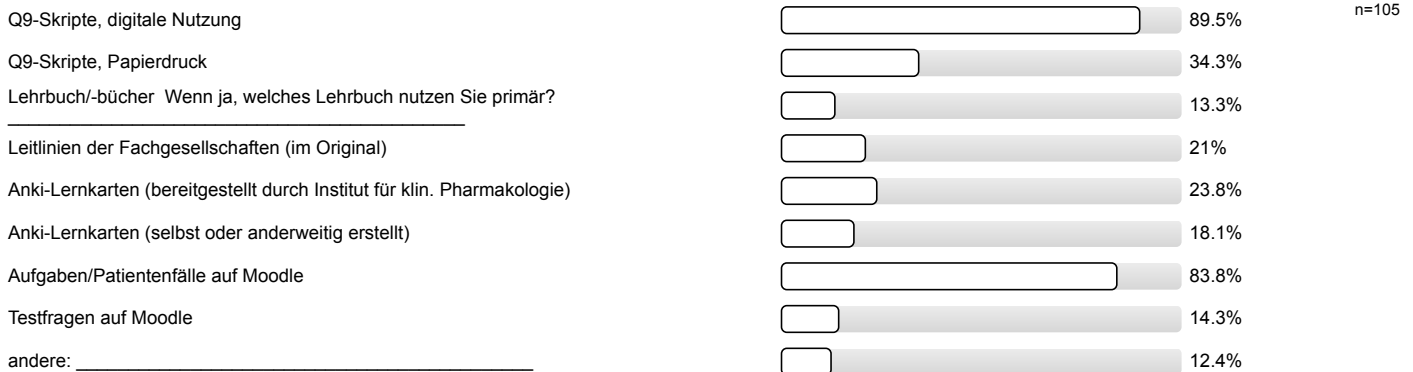 Q9-Skripte, digitale Nutzung 89.5% n=105
Q9-Skripte, Papierdruck 34.3%
Lehrbuch/-bücher  Wenn ja, welches Lehrbuch nutzen Sie primär? 13.3%
Leitlinien der Fachgesellschaften (im Original) 21%
Anki-Lernkarten (bereitgestellt durch Institut für klin. Pharmakologie) 23.8%
Anki-Lernkarten (selbst oder anderweitig erstellt) 18.1%
Aufgaben/Patientenfälle auf Moodle 83.8%
Testfragen auf Moodle 14.3%
andere: 12.4%